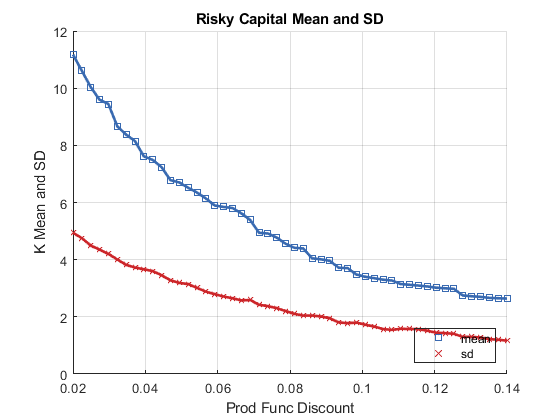 Risky Capital Mean and SD
12
10
8
6
4
2
0
K Mean and SD
mean
sd
0.02 0.04 0.06 0.08 0.1 0.12 0.14
Prod Func Discount